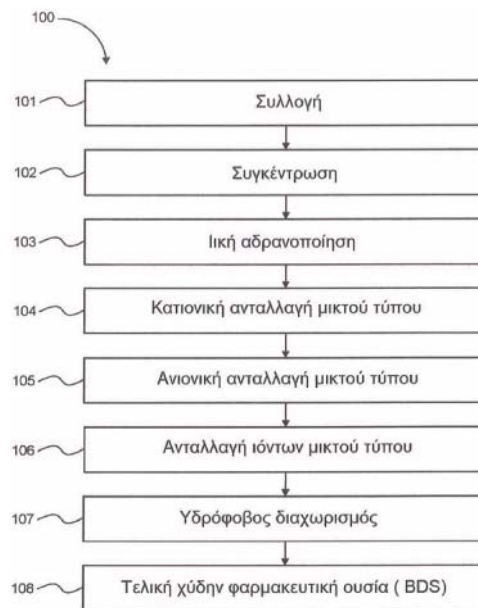 100
101 Συλλογή
102 Συγκέντρωση
103 Ιική αδρανοποίηση
104 Κατιονική ανταλλαγή μικτού τύπου
105 Ανιονική ανταλλαγή μικτού τύπου
106 Ανταλλαγή ιόντων μικτού τύπου
107 Υδρόφοβος διαχωρισμός
108 Τελική χύδην φαρμακευτική ουσία ( BDS)